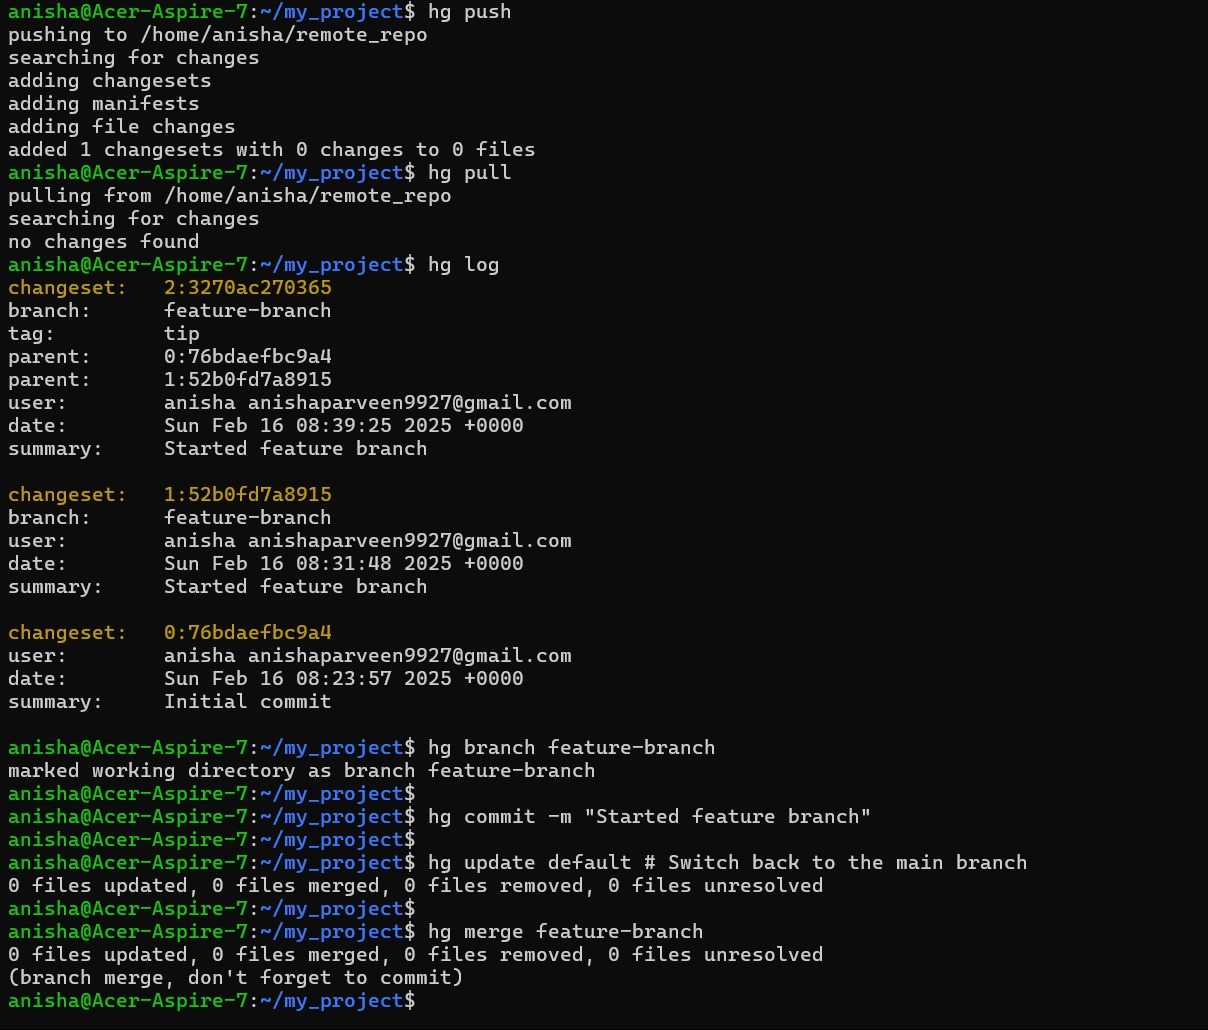 anisha@Acer-Aspire-7:~/my_project$ hg push
pushing to /home/anisha/remote_repo
searching for changes
adding changesets
adding manifests
adding file changes
added 1 changesets with 0 changes to 0 files
anisha@Acer-Aspire-7:~/my_project$ hg pull
pulling from /home/anisha/remote_repo
searching for changes
no changes found
anisha@Acer-Aspire-7:~/my_project$ hg log
changeset:   2:3270ac270365
branch:      feature-branch
tag:         tip
parent:      0:76bdaefbc9a4
parent:      1:52b0fd7a8915
user:        anisha anishaparveen9927@gmail.com
date:        Sun Feb 16 08:39:25 2025 +0000
summary:     Started feature branch

changeset:   1:52b0fd7a8915
branch:      feature-branch
user:        anisha anishaparveen9927@gmail.com
date:        Sun Feb 16 08:31:48 2025 +0000
summary:     Started feature branch

changeset:   0:76bdaefbc9a4
user:        anisha anishaparveen9927@gmail.com
date:        Sun Feb 16 08:23:57 2025 +0000
summary:     Initial commit

anisha@Acer-Aspire-7:~/my_project$ hg branch feature-branch
marked working directory as branch feature-branch
anisha@Acer-Aspire-7:~/my_project$
anisha@Acer-Aspire-7:~/my_project$ hg commit -m "Started feature branch"
anisha@Acer-Aspire-7:~/my_project$
anisha@Acer-Aspire-7:~/my_project$ hg update default # Switch back to the main branch
0 files updated, 0 files merged, 0 files removed, 0 files unresolved
anisha@Acer-Aspire-7:~/my_project$
anisha@Acer-Aspire-7:~/my_project$ hg merge feature-branch
0 files updated, 0 files merged, 0 files removed, 0 files unresolved
(branch merge, don't forget to commit)
anisha@Acer-Aspire-7:~/my_project$